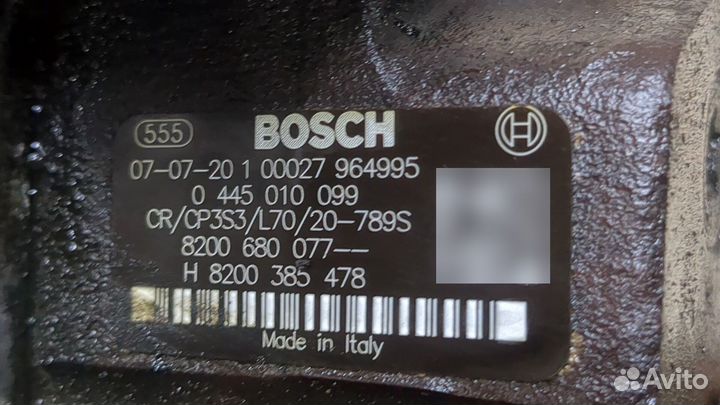 555 BOSCH H
07-07-20 1 00027 964995
0 445 010 099
CR/CP3S3/L70/20-789S
8200 680 077--
H 8200 385 478
Made in Italy
Avito